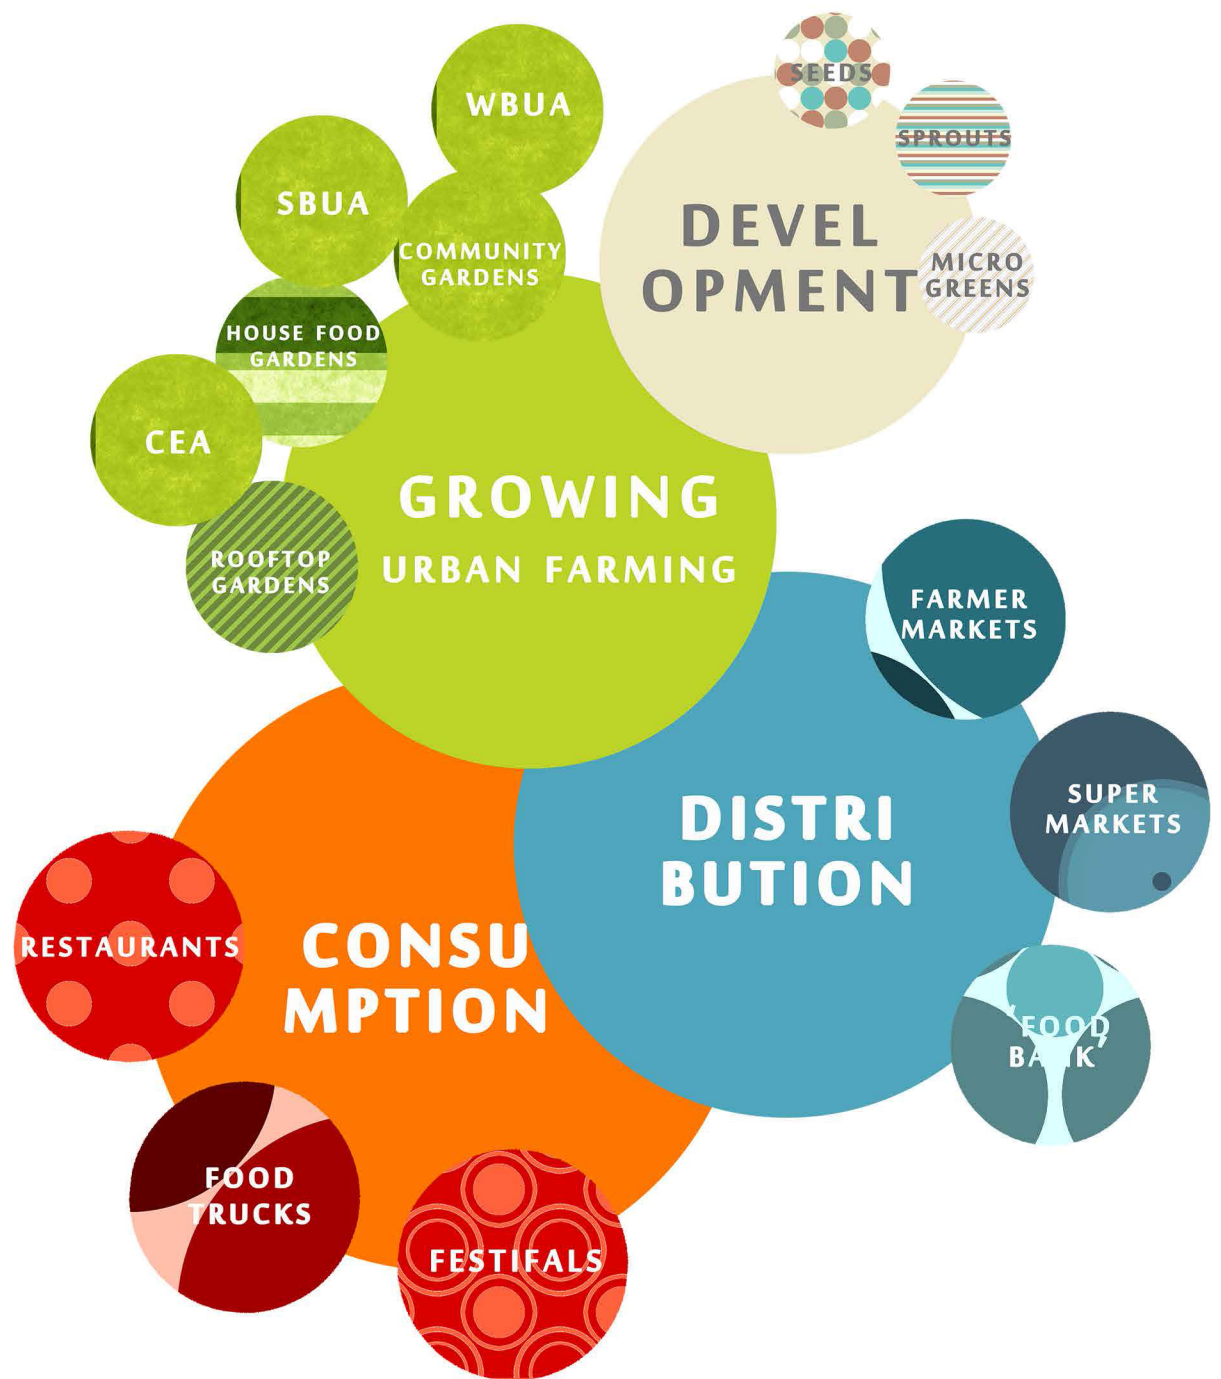 SEEDS
WBUA
SPROUTS
SBUA
DEVEL
OPMENT
COMMUNITY
GARDENS
MICRO
GREENS
HOUSE FOOD
GARDENS
CEA
GROWING
URBAN FARMING
ROOFTOP
GARDENS
FARMER
MARKETS
SUPER
MARKETS
DISTRI
BUTION
RESTAURANTS
CONSU
MPTION
‘FOOD
BANK’
FOOD
TRUCKS
FESTIFALS